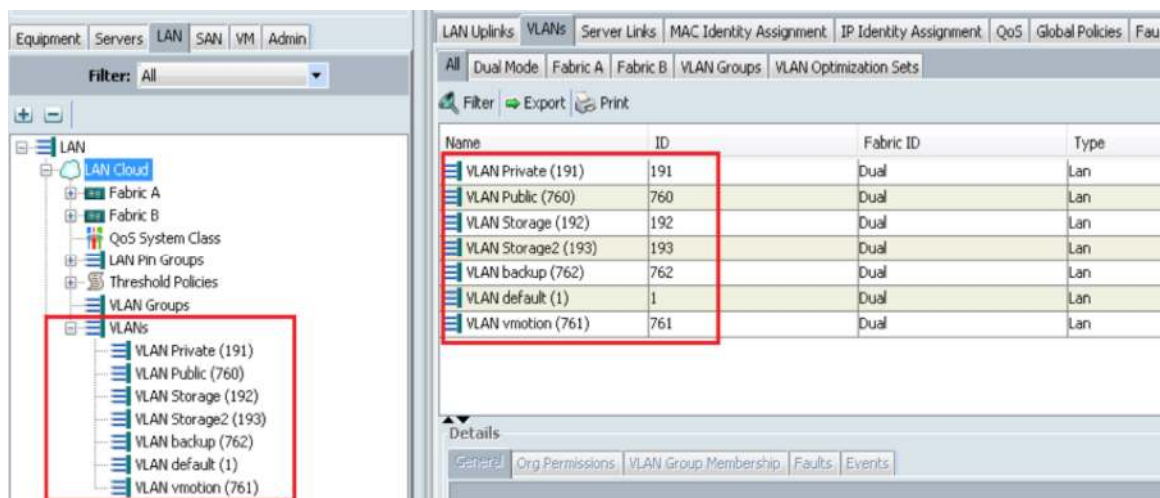 Equipment Servers LAN SAN VM Admin
Filter: All
LAN
LAN Cloud
Fabric A
Fabric B
QoS System Class
LAN Pin Groups
Threshold Policies
VLAN Groups
VLANs
VLAN Private (191)
VLAN Public (760)
VLAN Storage (192)
VLAN Storage2 (193)
VLAN backup (762)
VLAN default (1)
VLAN vmotion (761)
LAN Uplinks VLANs Server Links MAC Identity Assignment IP Identity Assignment QoS Global Policies Fau
All Dual Mode Fabric A Fabric B VLAN Groups VLAN Optimization Sets
Filter Export Print
Name ID Fabric ID Type
VLAN Private (191) 191 Dual Lan
VLAN Public (760) 760 Dual Lan
VLAN Storage (192) 192 Dual Lan
VLAN Storage2 (193) 193 Dual Lan
VLAN backup (762) 762 Dual Lan
VLAN default (1) 1 Dual Lan
VLAN vmotion (761) 761 Dual Lan
Details
General Org Permissions VLAN Group Membership Faults Events